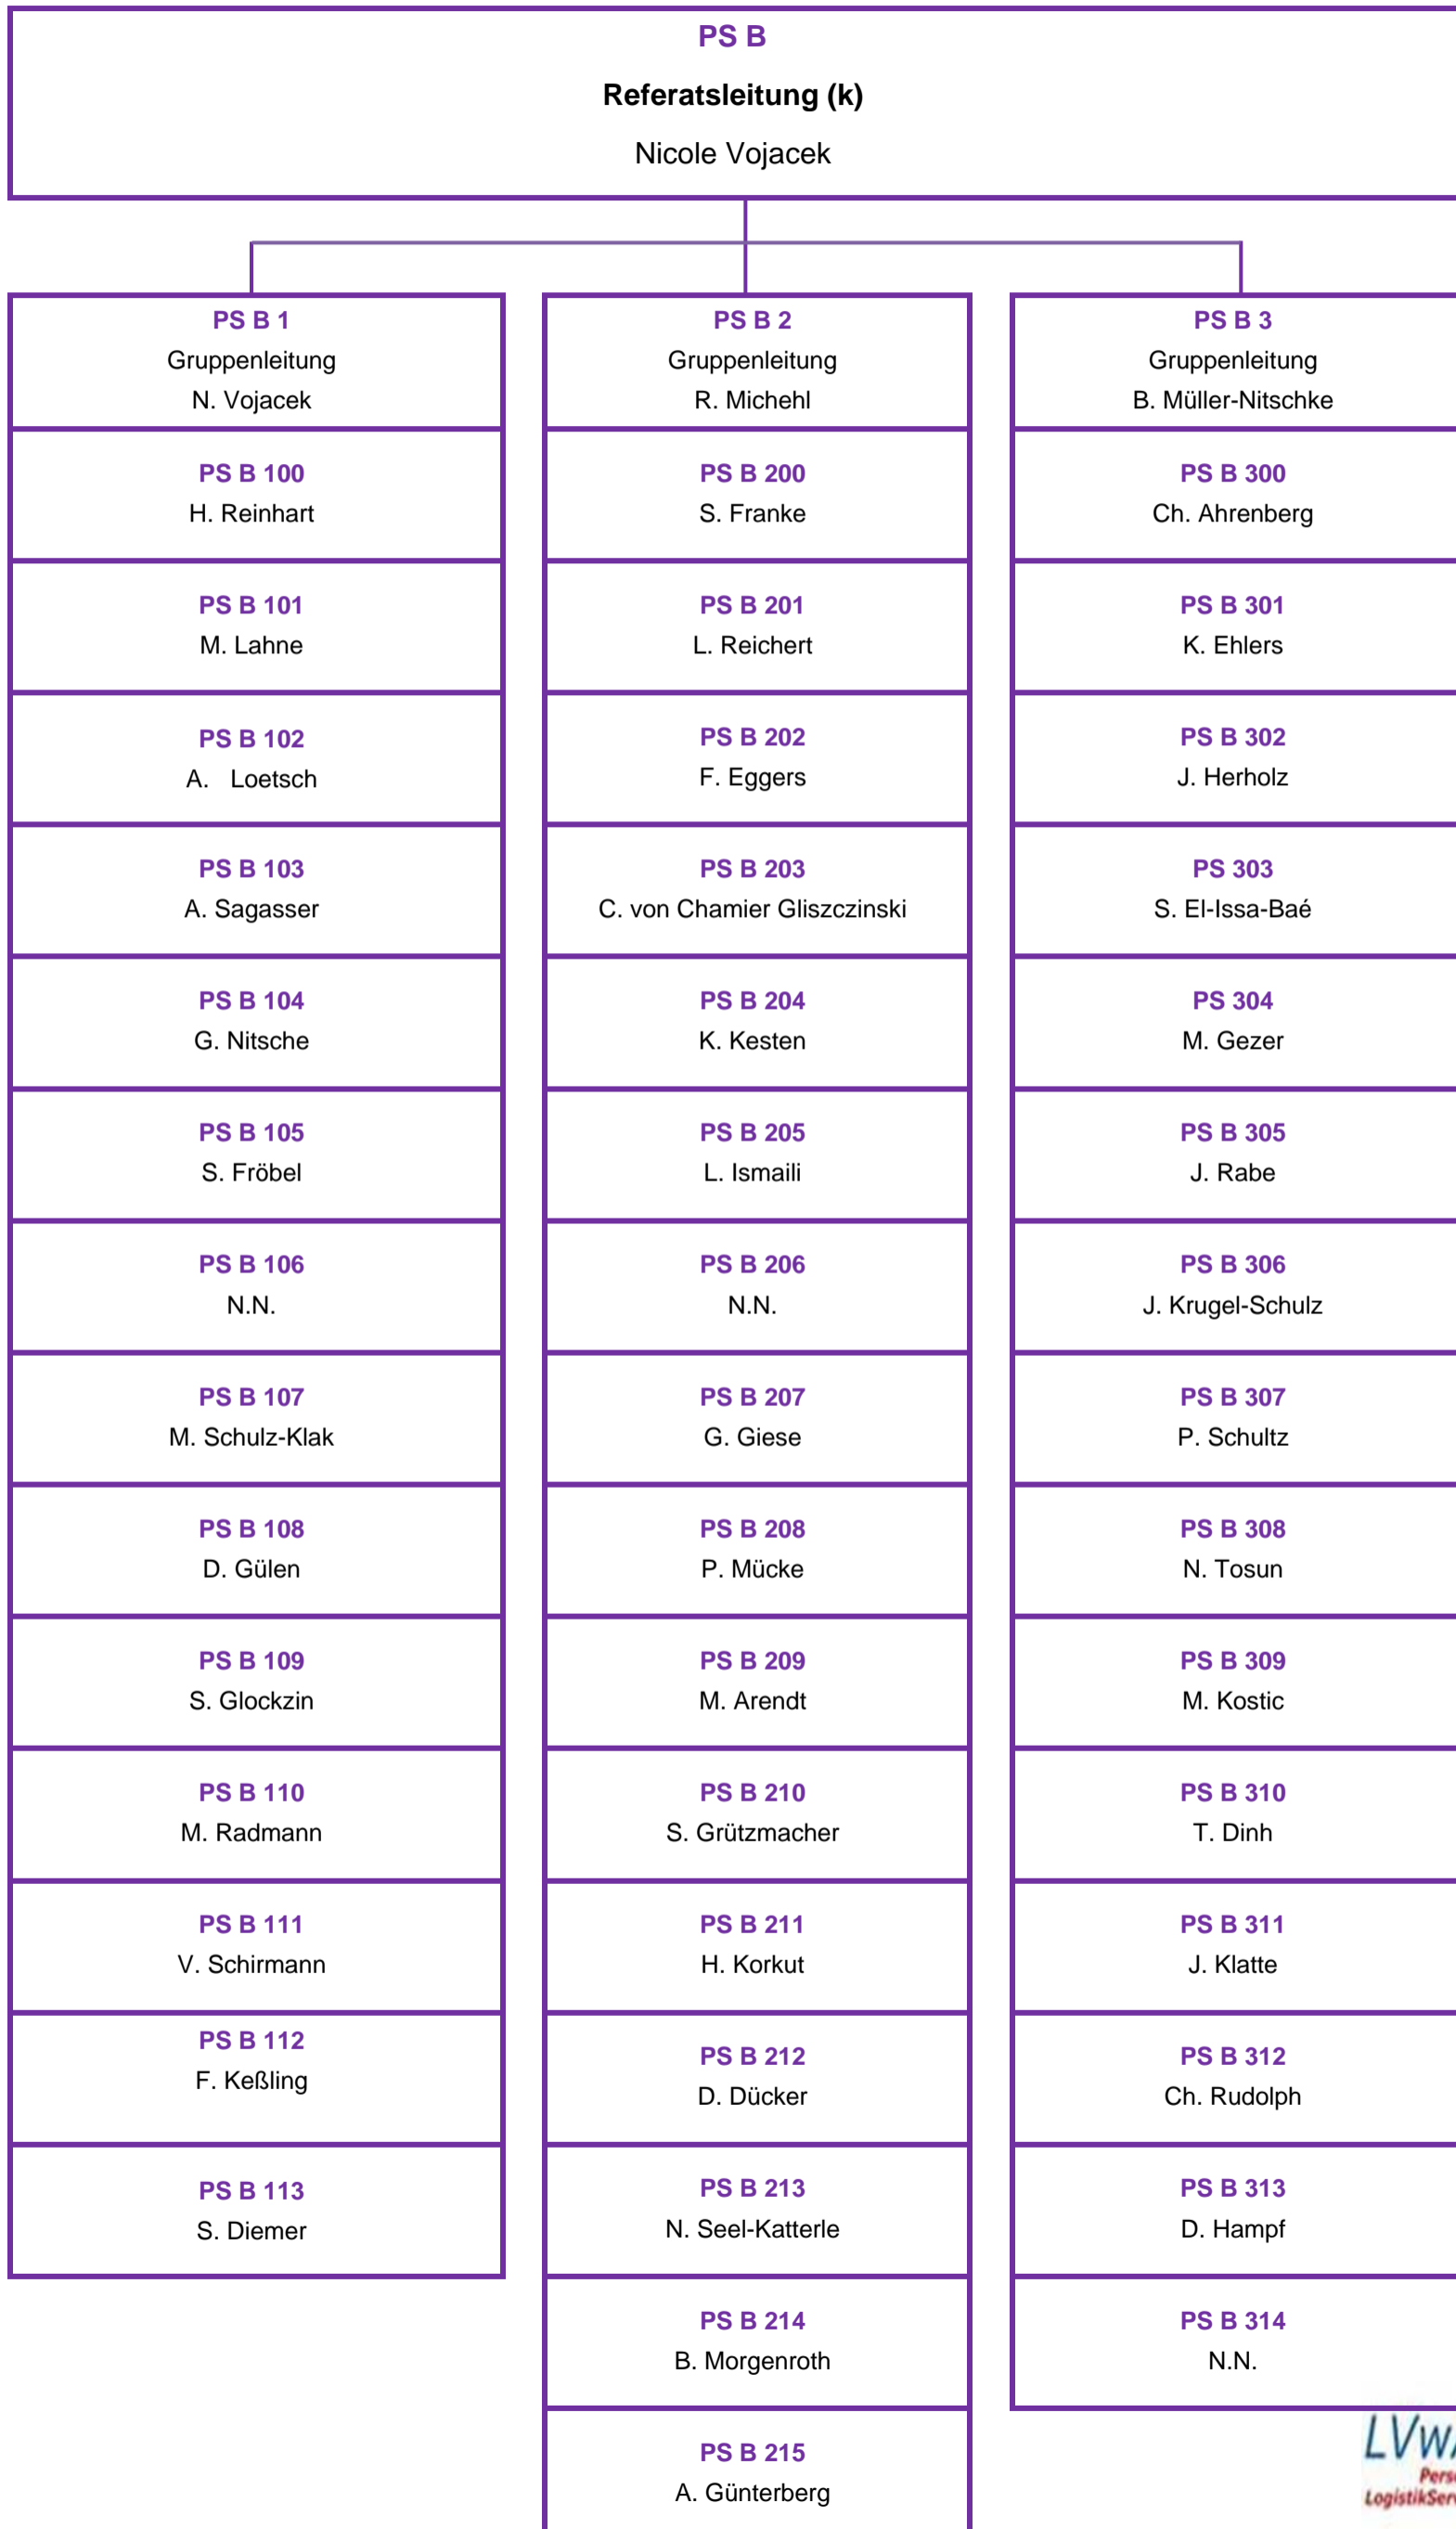 PS B
Referatsleitung (k)
Nicole Vojacek
PS B 1
Gruppenleitung
N. Vojacek
PS B 100
H. Reinhart
PS B 101
M. Lahne
PS B 102
A. Loetsch
PS B 103
A. Sagasser
PS B 104
G. Nitsche
PS B 105
S. Fröbel
PS B 106
N.N.
PS B 107
M. Schulz-Klak
PS B 108
D. Gülen
PS B 109
S. Glockzin
PS B 110
M. Radmann
PS B 111
V. Schirmann
PS B 112
F. Keßling
PS B 113
S. Diemer
PS B 2
Gruppenleitung
R. Michehl
PS B 200
S. Franke
PS B 201
L. Reichert
PS B 202
F. Eggers
PS B 203
C. von Chamier Gliszczinski
PS B 204
K. Kesten
PS B 205
L. Ismaili
PS B 206
N.N.
PS B 207
G. Giese
PS B 208
P. Mücke
PS B 209
M. Arendt
PS B 210
S. Grützmacher
PS B 211
H. Korkut
PS B 212
D. Dücker
PS B 213
N. Seel-Katterle
PS B 214
B. Morgenroth
PS B 215
A. Günterberg
PS B 3
Gruppenleitung
B. Müller-Nitschke
PS B 300
Ch. Ahrenberg
PS B 301
K. Ehlers
PS B 302
J. Herholz
PS 303
S. El-Issa-Baé
PS 304
M. Gezer
PS B 305
J. Rabe
PS B 306
J. Krugel-Schulz
PS B 307
P. Schultz
PS B 308
N. Tosun
PS B 309
M. Kostic
PS B 310
T. Dinh
PS B 311
J. Klatte
PS B 312
Ch. Rudolph
PS B 313
D. Hampf
PS B 314
N.N.